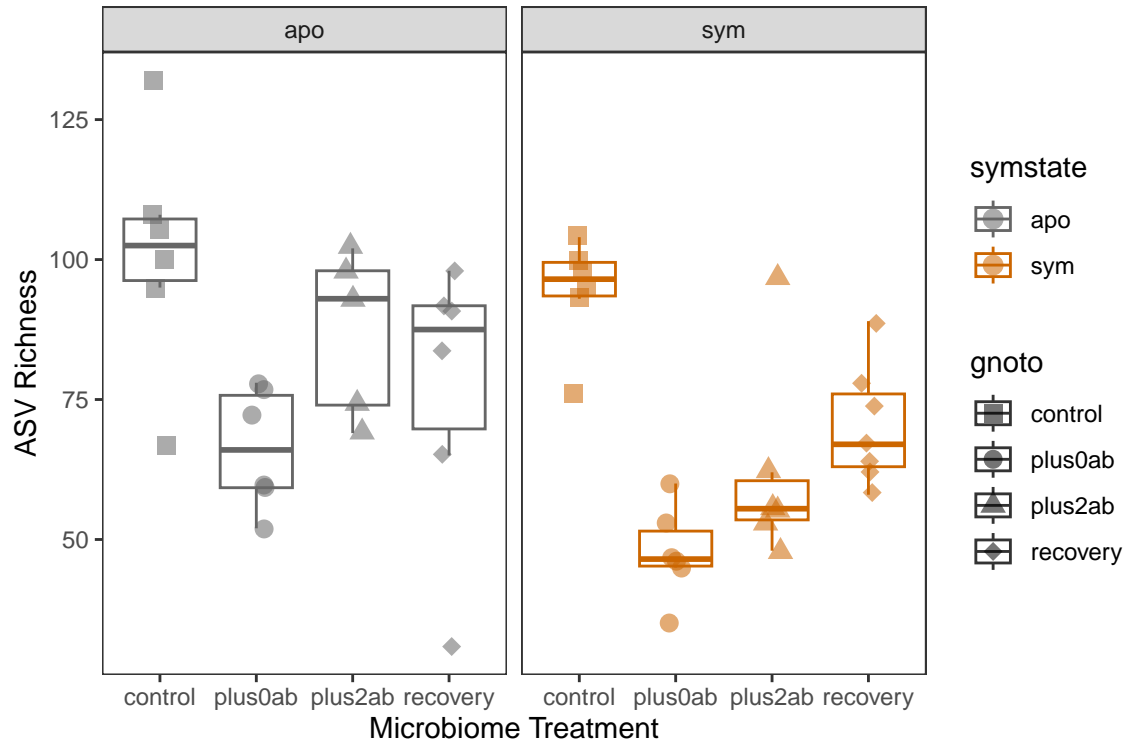 apo
sym
125
100
75
50
ASV Richness
control plus0ab plus2ab recovery
control plus0ab plus2ab recovery
Microbiome Treatment
symstate
apo
sym
gnoto
control
plus0ab
plus2ab
recovery